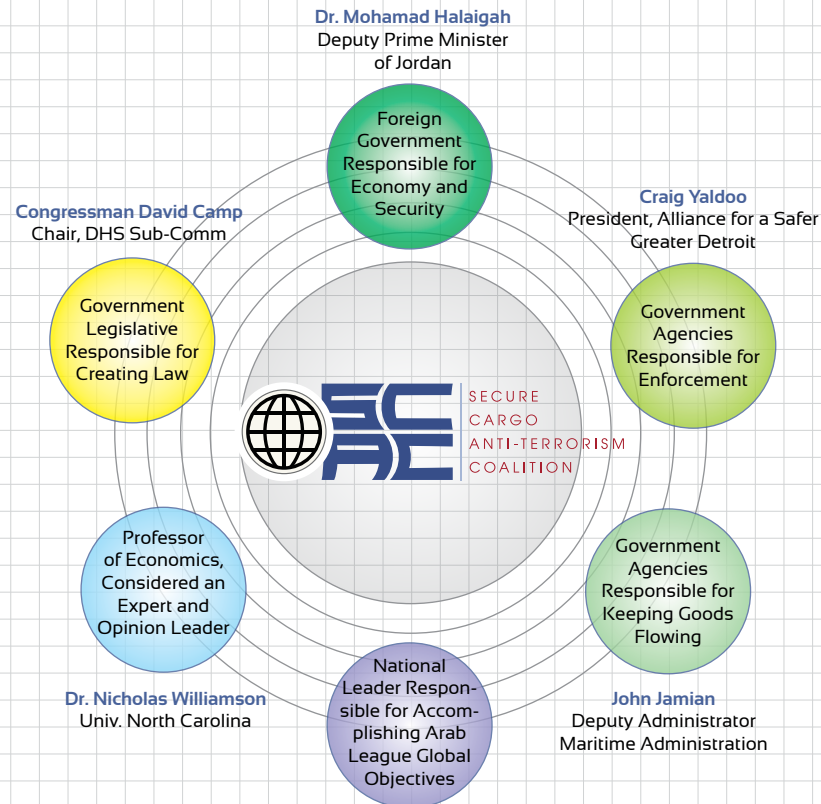 Dr. Mohamad Halaigah
Deputy Prime Minister
of Jordan
Foreign
Government
Responsible for
Economy and
Security
Congressman David Camp
Chair, DHS Sub-Comm
Government
Legislative
Responsible for
Creating Law
Craig Yaldoo
President, Alliance for a Safer
Greater Detroit
Government
Agencies
Responsible for
Enforcement
SCAC
SECURE
CARGO
ANTI-TERRORISM
COALITION
Professor
of Economics,
Considered an
Expert and
Opinion Leader
Dr. Nicholas Williamson
Univ. North Carolina
Government
Agencies
Responsible for
Keeping Goods
Flowing
John Jamian
Deputy Administrator
Maritime Administration
National
Leader Respon-
sible for Accom-
plishing Arab
League Global
Objectives